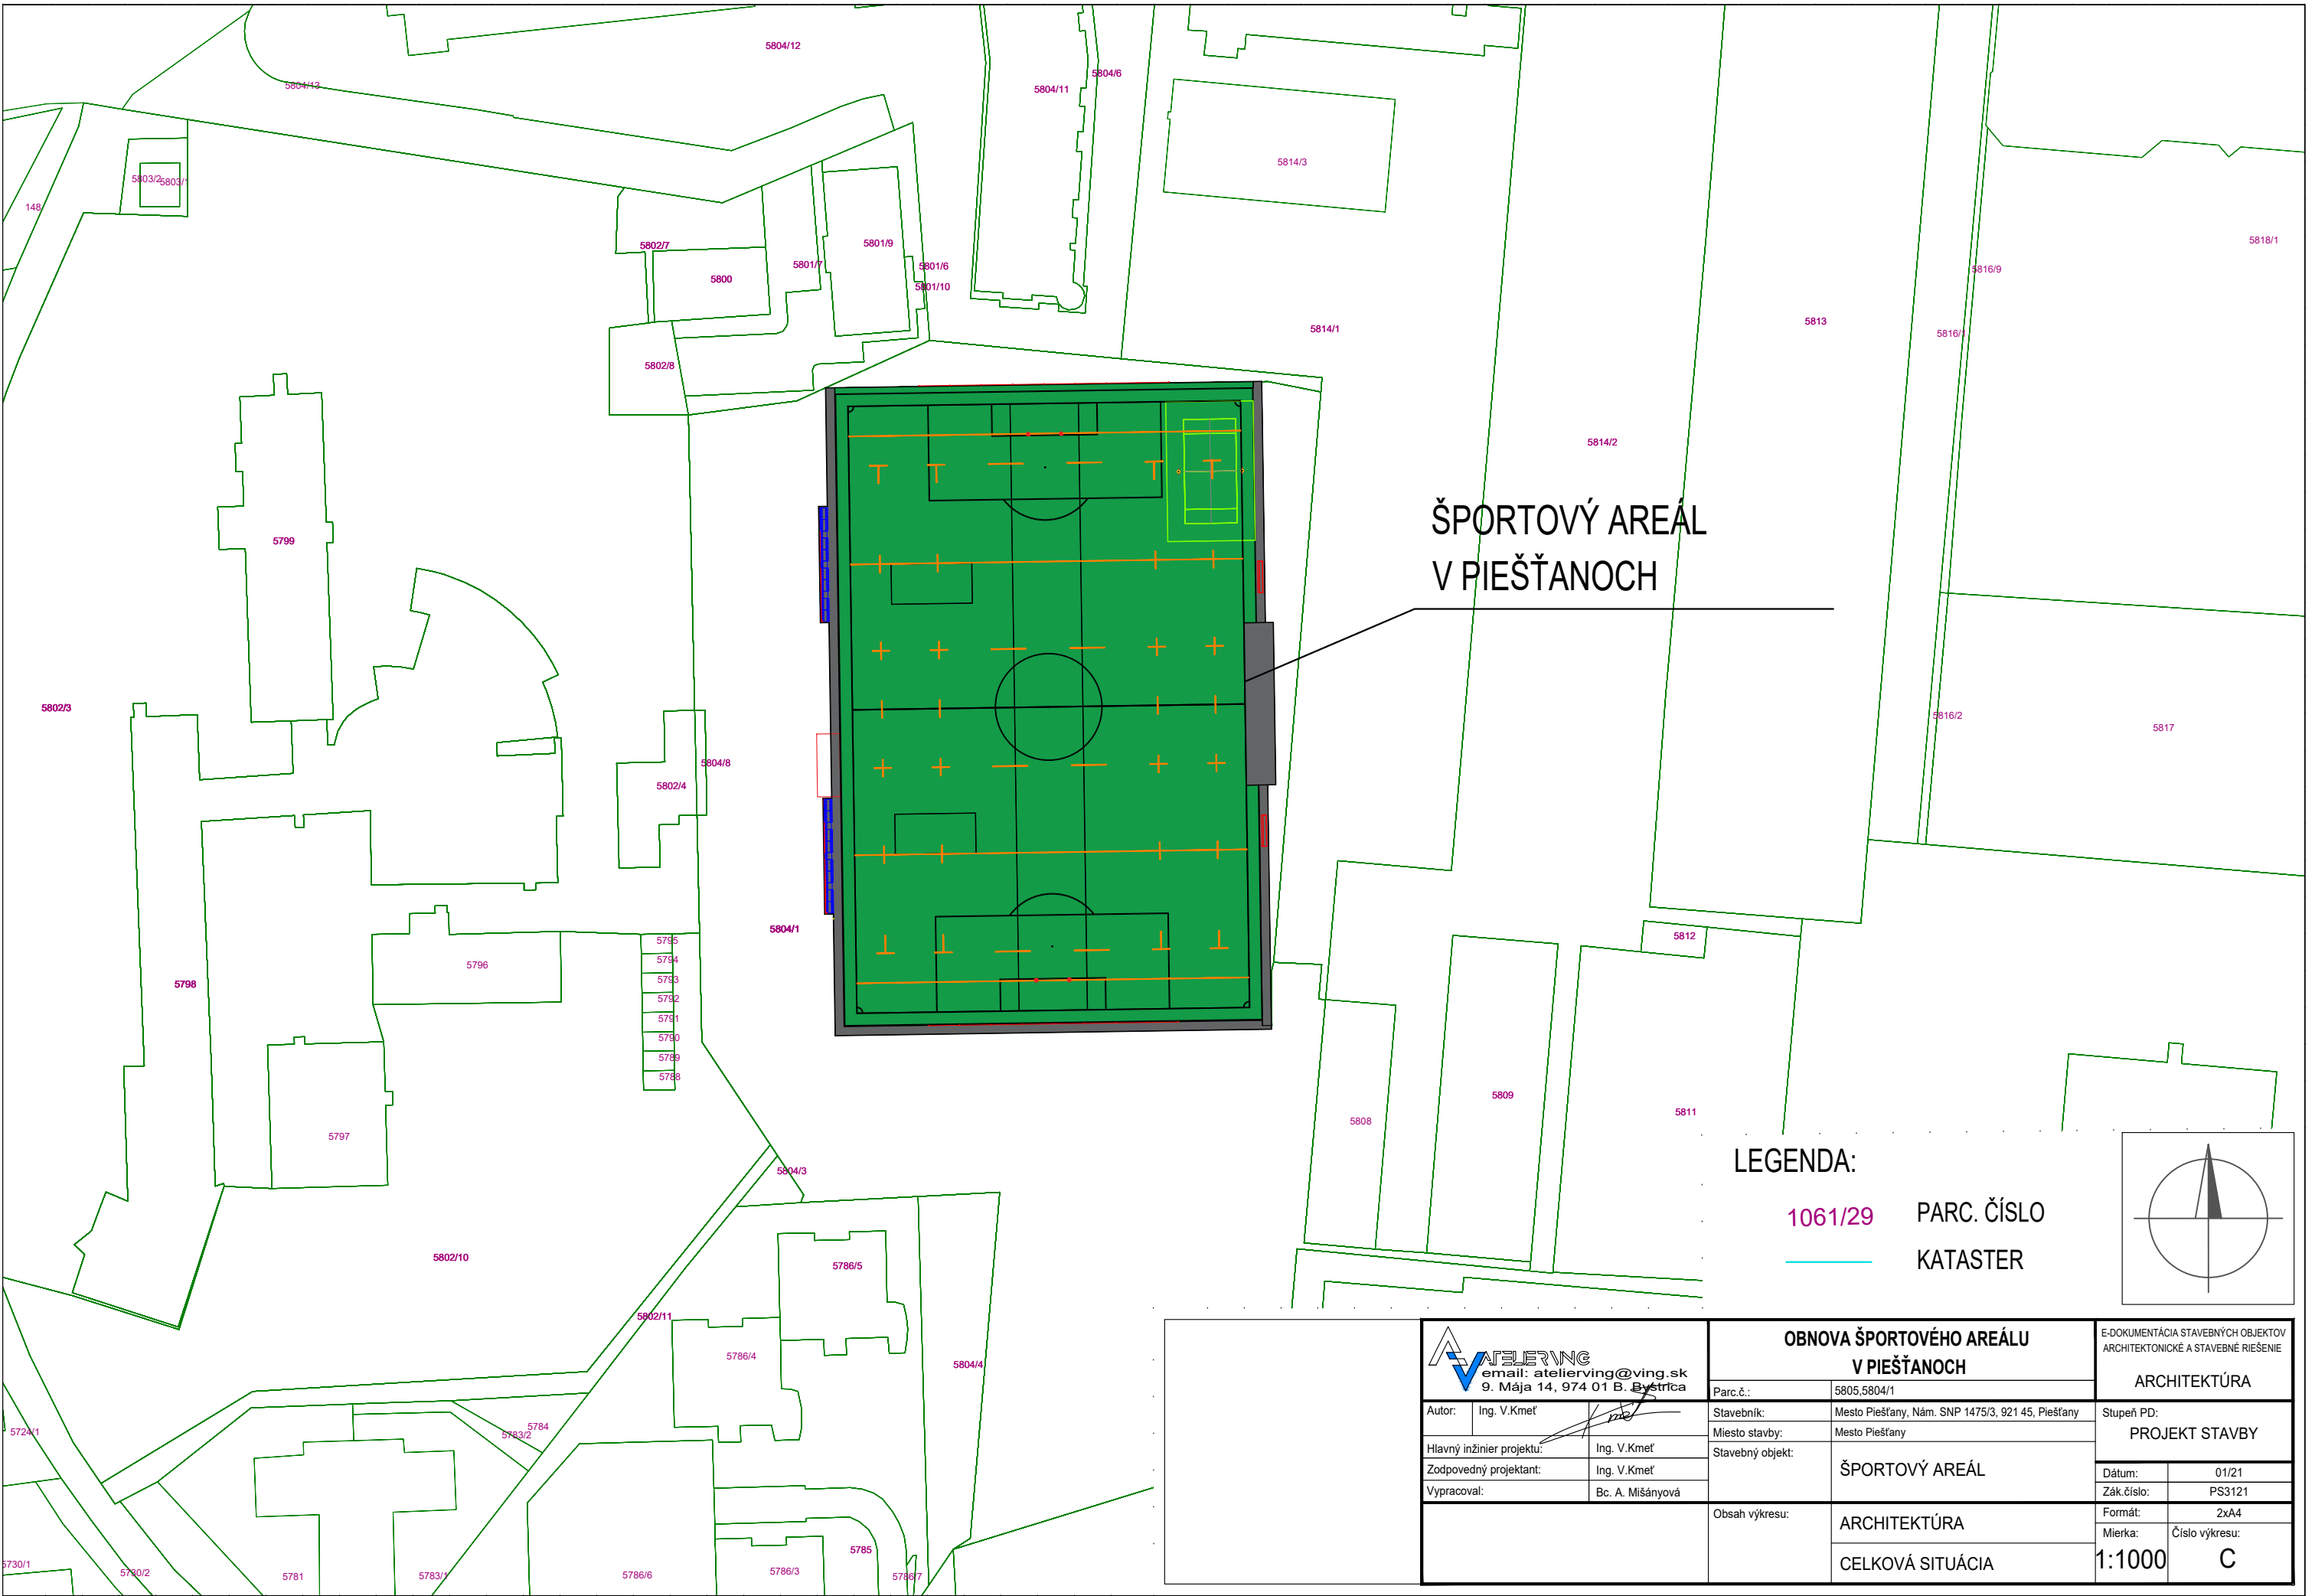 5804/12
5804/13
5804/11
5804/6
5814/3
5803/2
5803/1
148
5802/7
5800
5801/7
5801/9
5801/6
5801/10
5802/8
5814/1
5813
5816/9
5818/1
5814/2
5799
ŠPORTOVÝ AREÁL
V PIEŠŤANOCH
5802/3
5804/8
5802/4
5816/2
5817
5804/1
5812
5798
5796
5795
5794
5793
5792
5791
5790
5789
5788
5797
5808
5809
5811
5804/3
5802/10
5786/5
5802/11
5786/4
5804/4
5784
5783/2
5724/1
5785
5730/1
5730/2
5781
5783/1
5786/6
5786/3
5786/7
LEGENDA:
1061/29 PARC. ČÍSLO
KATASTER
ATELIERVING
email: atelierving@ving.sk
9. Mája 14, 974 01 B. Bystrica
Autor: Ing. V.Kmeť
Hlavný inžinier projektu: Ing. V.Kmeť
Zodpovedný projektant: Ing. V.Kmeť
Vypracoval: Bc. A. Mišányová
OBNOVA ŠPORTOVÉHO AREÁLU
V PIEŠŤANOCH
Parc.č.: 5805,5804/1
Stavebník: Mesto Piešťany, Nám. SNP 1475/3, 921 45, Piešťany
Miesto stavby: Mesto Piešťany
Stavebný objekt: ŠPORTOVÝ AREÁL
Obsah výkresu: ARCHITEKTÚRA
CELKOVÁ SITUÁCIA
E-DOKUMENTÁCIA STAVEBNÝCH OBJEKTOV
ARCHITEKTONICKÉ A STAVEBNÉ RIEŠENIE
ARCHITEKTÚRA
Stupeň PD:
PROJEKT STAVBY
Dátum: 01/21
Zák.číslo: PS3121
Formát: 2xA4
Mierka: Číslo výkresu:
1:1000 C